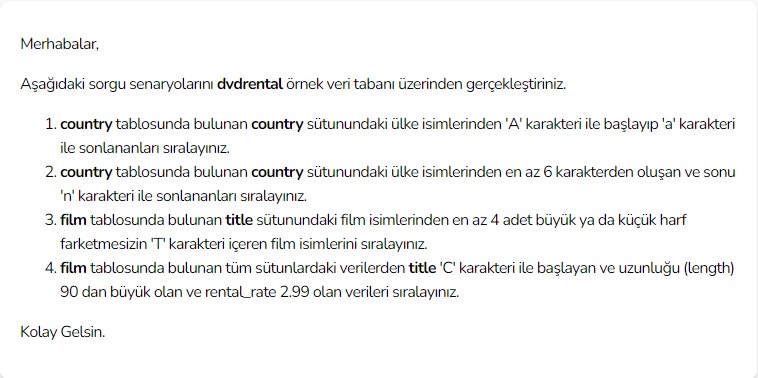 Merhabalar,
Aşağıdaki sorgu senaryolarını dvdrental örnek veri tabanı üzerinden gerçekleştiriniz.
1. country tablosunda bulunan country sütunundaki ülke isimlerinden 'A' karakteri ile başlayıp 'a' karakteri
ile sonlananları sıralayınız.
2. country tablosunda bulunan country sütunundaki ülke isimlerinden en az 6 karakterden oluşan ve sonu
'n' karakteri ile sonlananları sıralayınız.
3. film tablosunda bulunan title sütunundaki film isimlerinden en az 4 adet büyük ya da küçük harf
farketmesizin 'T' karakteri içeren film isimlerini sıralayınız.
4. film tablosunda bulunan tüm sütunlardaki verilerden title 'C' karakteri ile başlayan ve uzunluğu (length)
90 dan büyük olan ve rental_rate 2.99 olan verileri sıralayınız.
Kolay Gelsin.